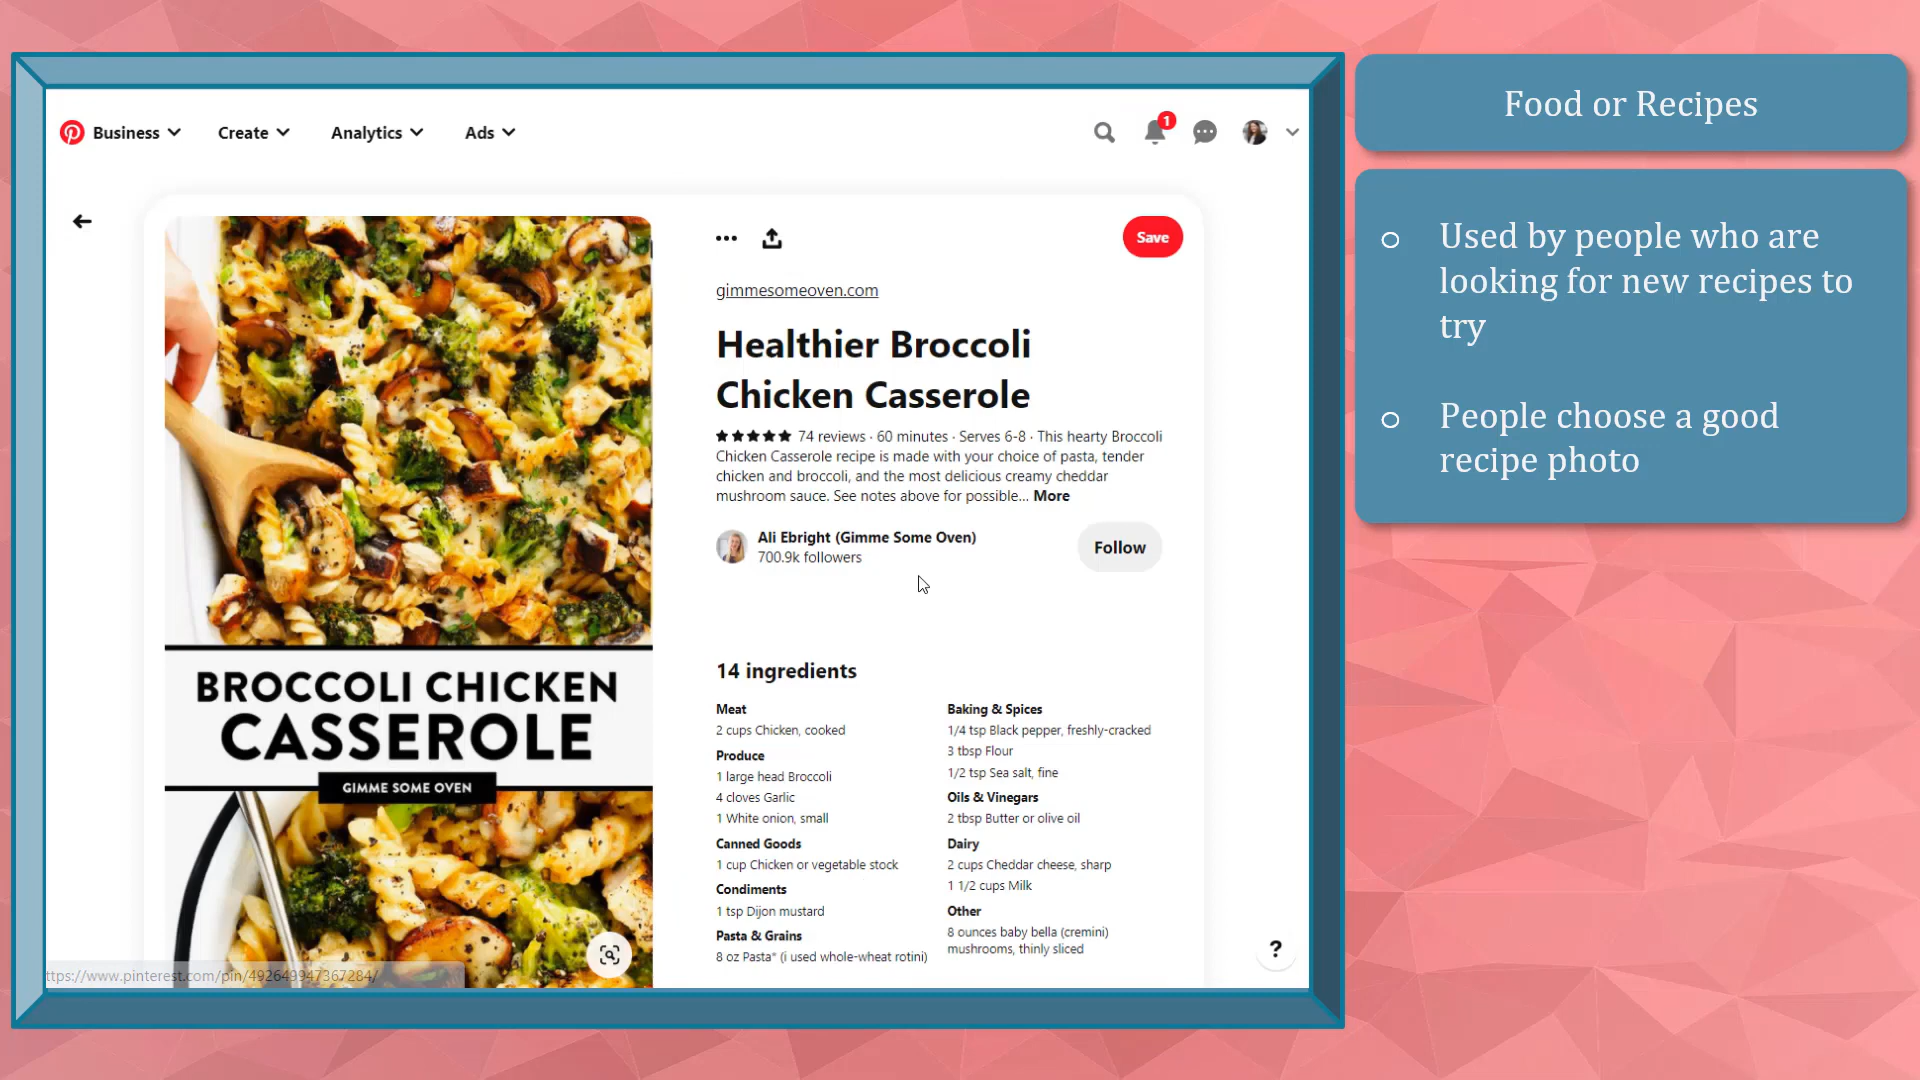 Business
Create
Analytics
Ads
1
Save
gimmesomeoven.com
Healthier Broccoli
Chicken Casserole
74 reviews · 60 minutes · Serves 6-8 · This hearty Broccoli
Chicken Casserole recipe is made with your choice of pasta, tender
chicken and broccoli, and the most delicious creamy cheddar
mushroom sauce. See notes above for possible... More
Ali Ebright (Gimme Some Oven)
700.9k followers
Follow
14 ingredients
Meat
2 cups Chicken, cooked
Produce
1 large head Broccoli
4 cloves Garlic
1 White onion, small
Canned Goods
1 cup Chicken or vegetable stock
Condiments
1 tsp Dijon mustard
Pasta & Grains
8 oz Pasta* (i used whole-wheat rotini)
Baking & Spices
1/4 tsp Black pepper, freshly-cracked
3 tbsp Flour
1/2 tsp Sea salt, fine
Oils & Vinegars
2 tbsp Butter or olive oil
Dairy
2 cups Cheddar cheese, sharp
1 1/2 cups Milk
Other
8 ounces baby bella (cremini)
mushrooms, thinly sliced
BROCCOLI CHICKEN
CASSEROLE
GIMME SOME OVEN
ttps://www.pinterest.com/pin/492649947367284/
?
Food or Recipes
Used by people who are
looking for new recipes to
try
People choose a good
recipe photo